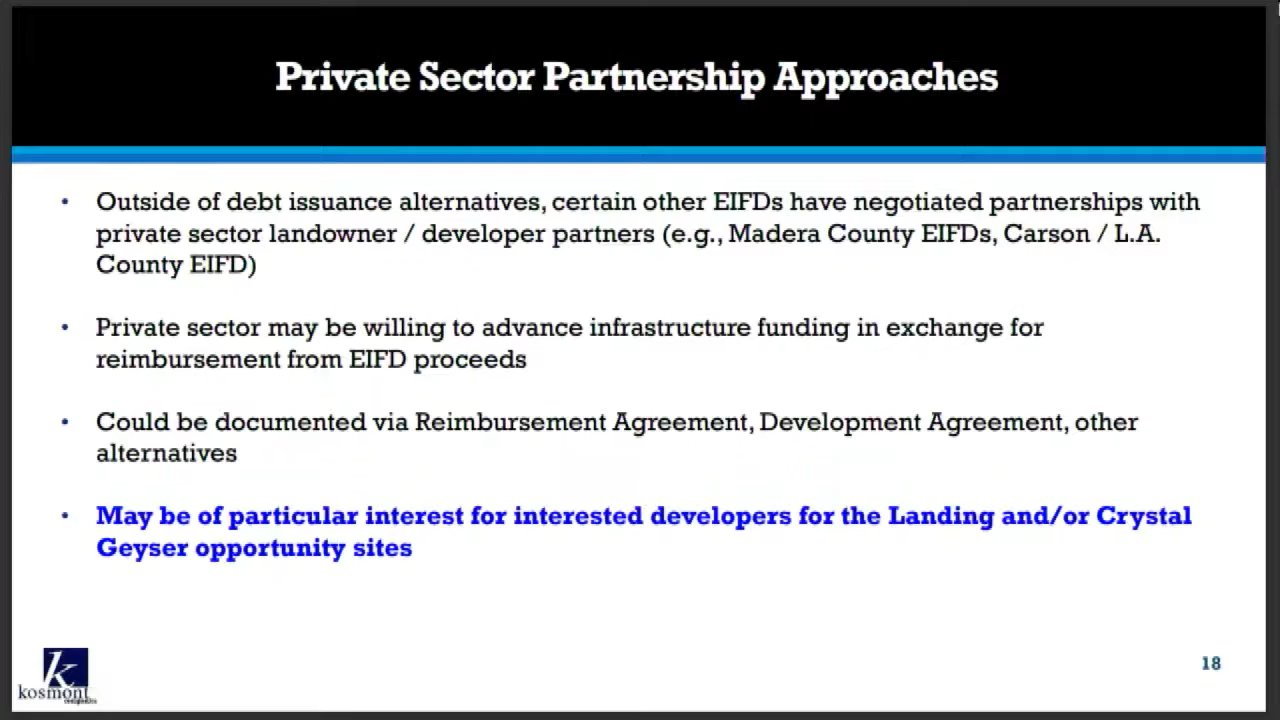 Private Sector Partnership Approaches
• Outside of debt issuance alternatives, certain other EIFDs have negotiated partnerships with
private sector landowner / developer partners (e.g., Madera County EIFDs, Carson / L.A.
County EIFD)
• Private sector may be willing to advance infrastructure funding in exchange for
reimbursement from EIFD proceeds
• Could be documented via Reimbursement Agreement, Development Agreement, other
alternatives
• May be of particular interest for interested developers for the Landing and/or Crystal
Geyser opportunity sites
k
kosmont
18